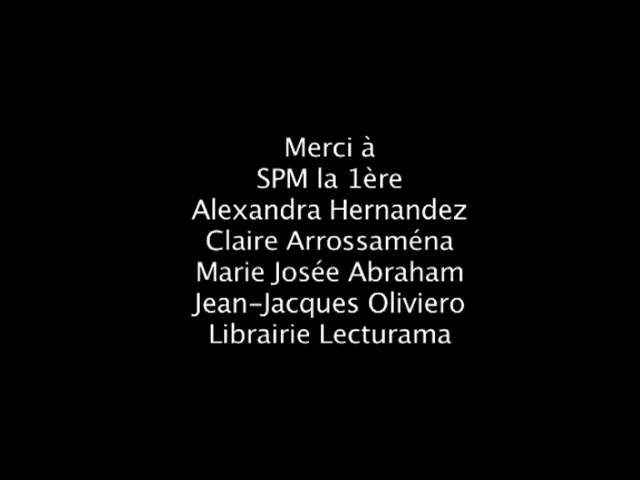 Merci à
SPM la 1ère
Alexandra Hernandez
Claire Arrossaména
Marie Josée Abraham
Jean-Jacques Oliviero
Librairie Lecturama